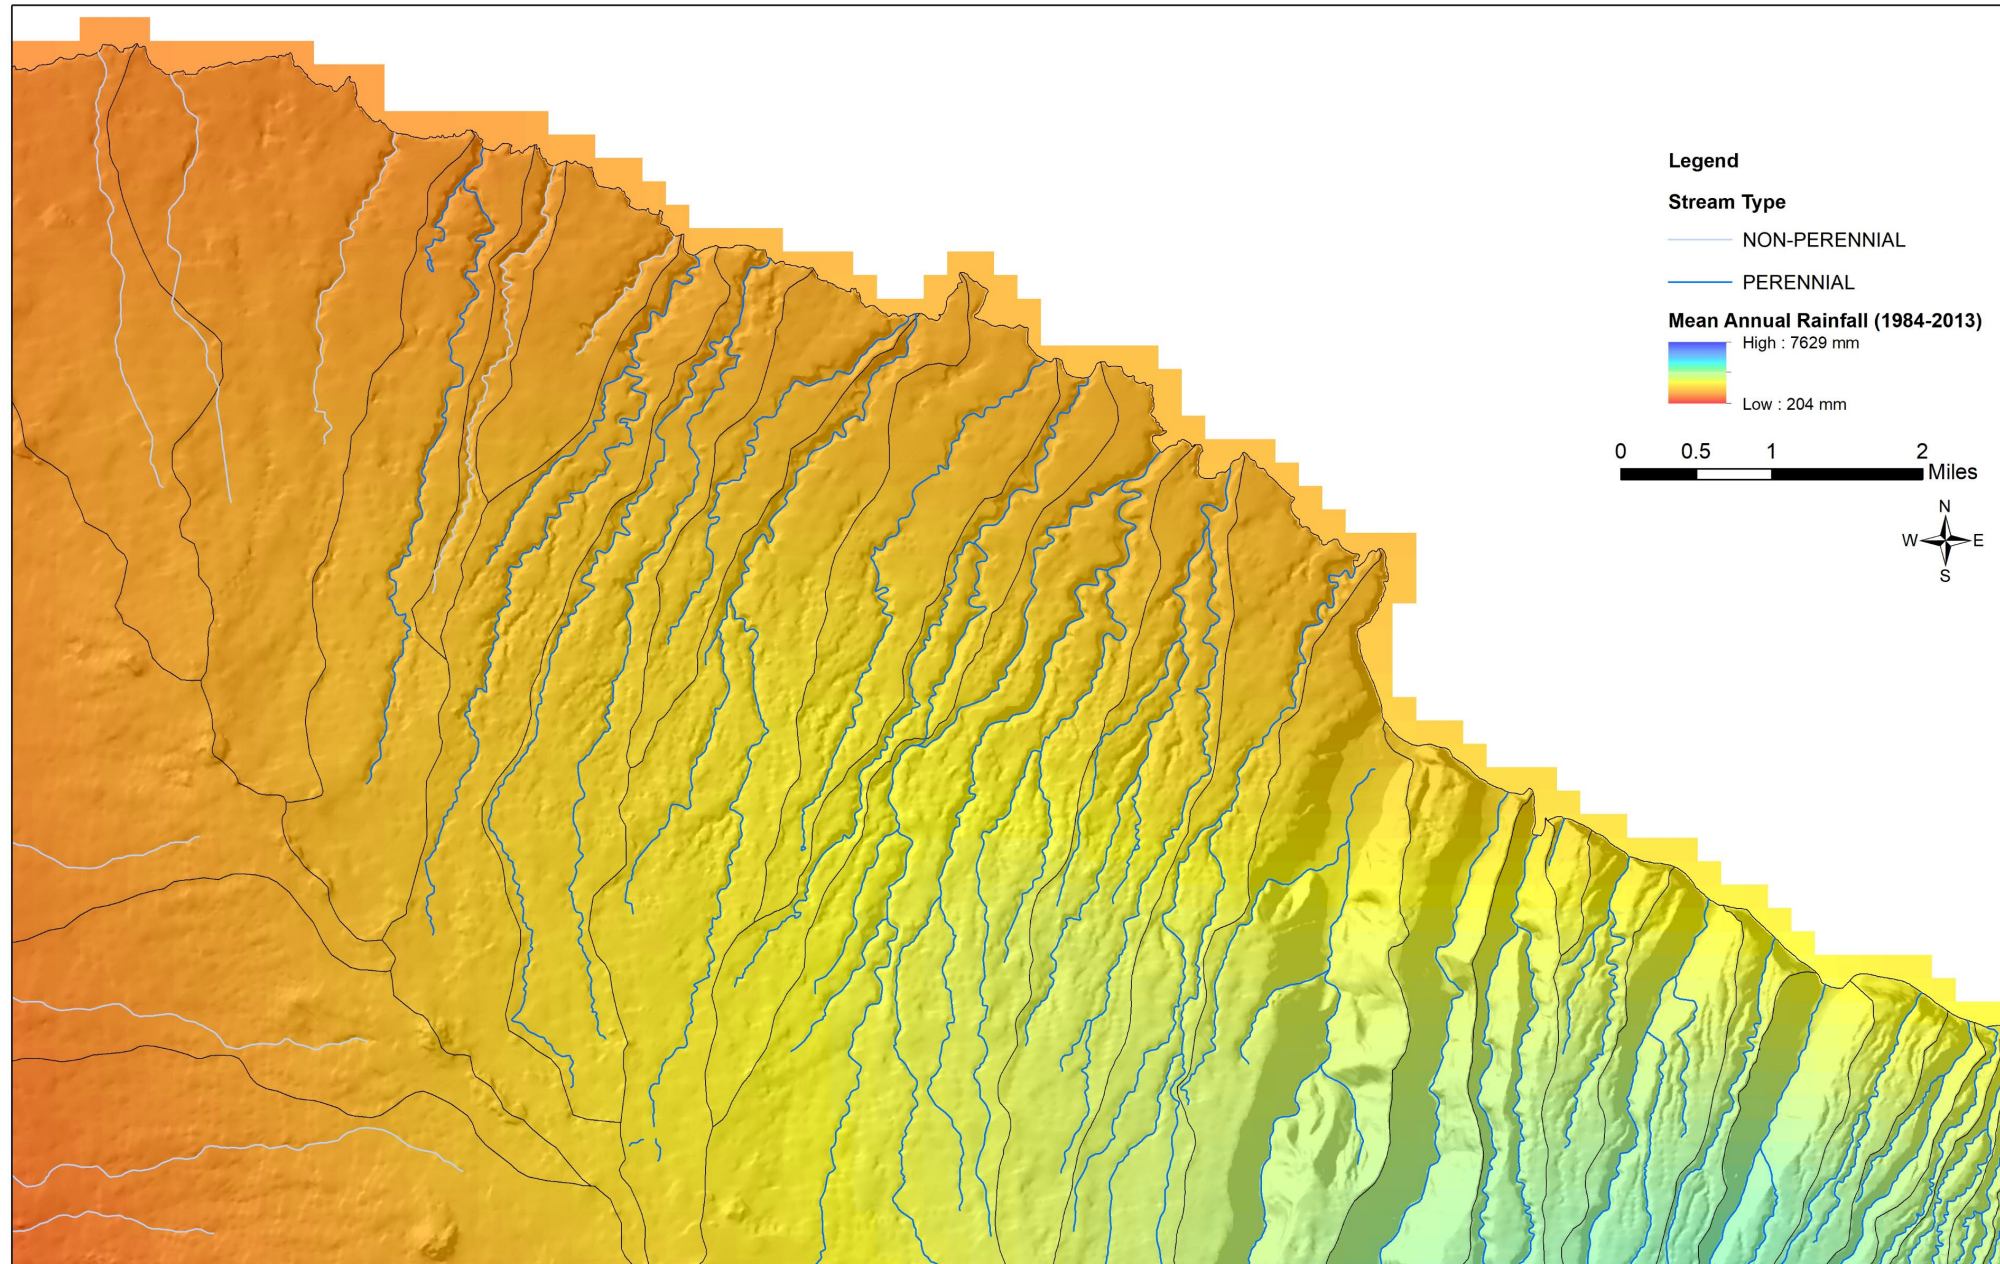 Legend
Stream Type
NON-PERENNIAL
PERENNIAL
Mean Annual Rainfall (1984-2013)
High : 7629 mm
Low : 204 mm
0 0.5 1 2
Miles
N
W E
S